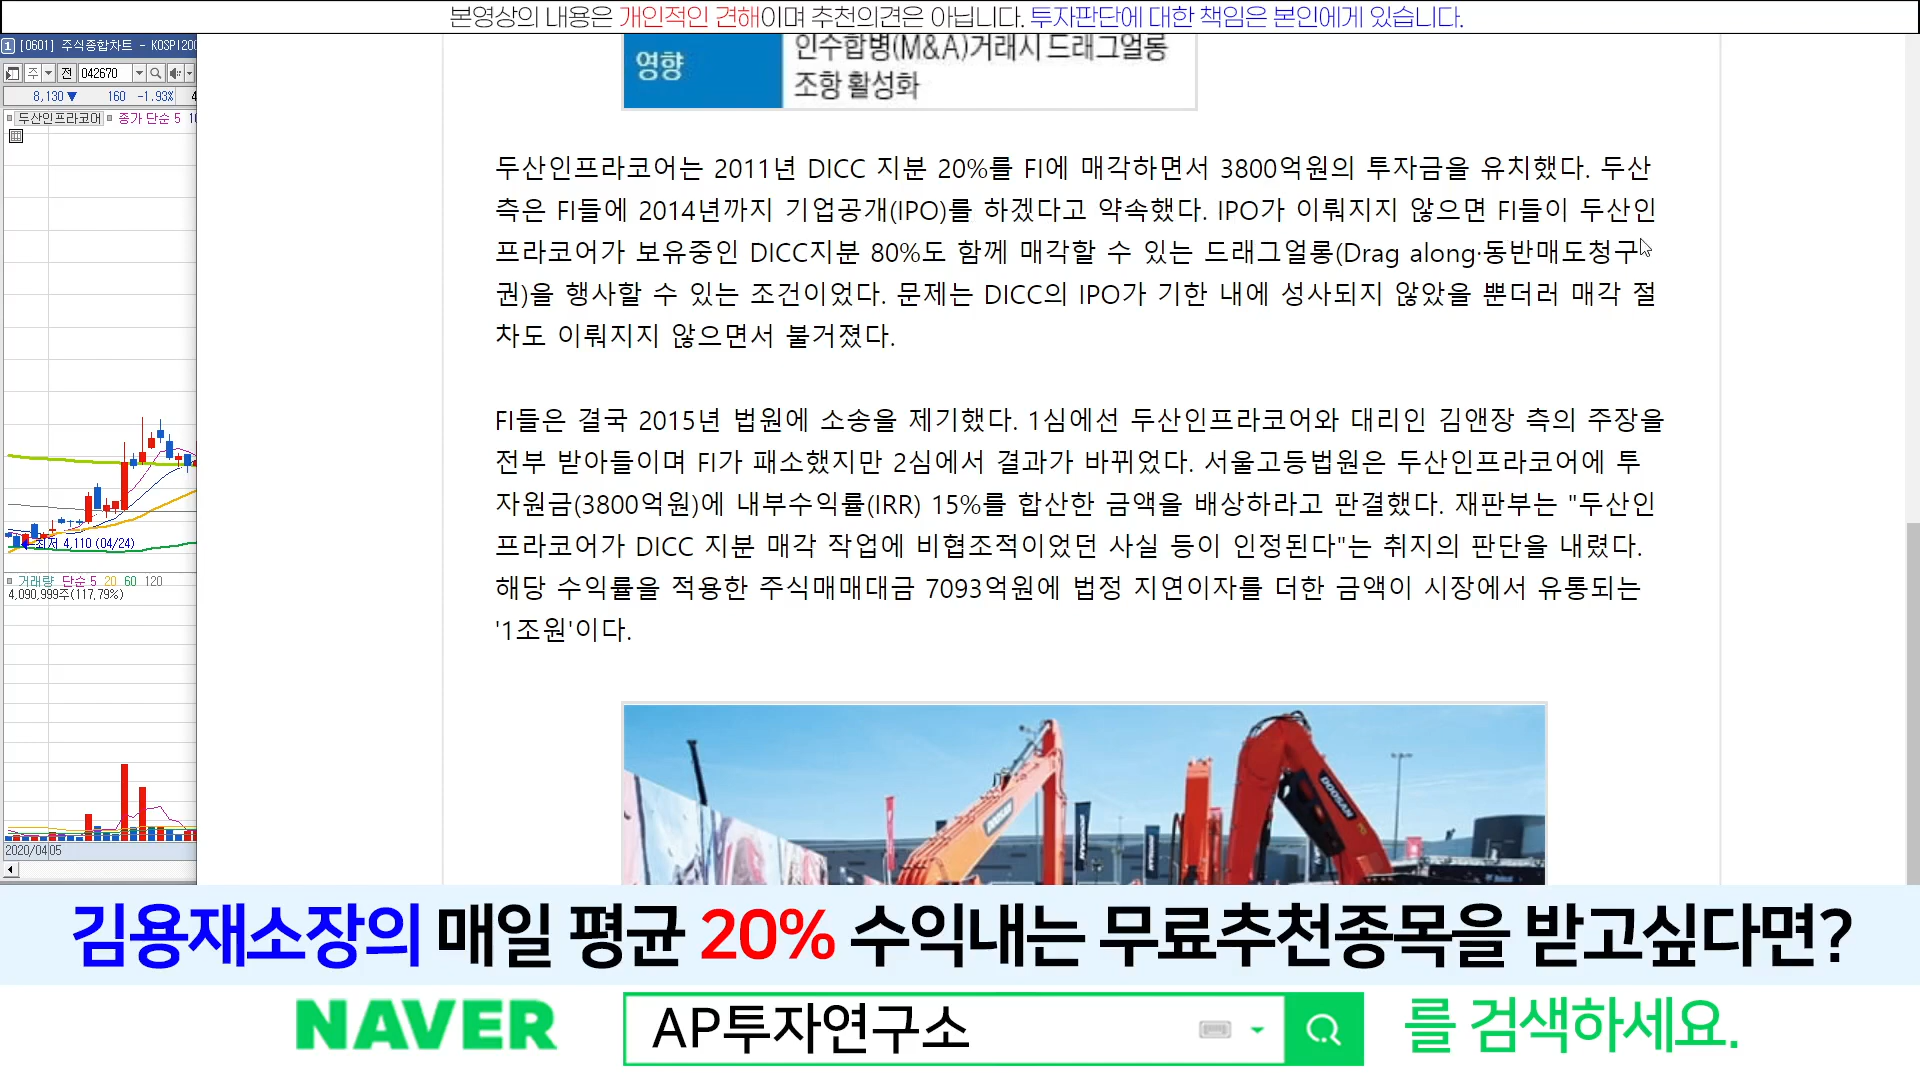 본영상의 내용은 개인적인 견해이며 추천의견은 아닙니다. 투자판단에 대한 책임은 본인에게 있습니다.
1 [0601] 주식종합차트 - KOSPI200
주 전 042670
8,130 ▼ 160 -1.93% 4
두산인프라코어 종가 단순 5 10
최저 4,110 (04/24)
거래량 단순 5 20 60 120
4,090,999주(117.79%)
2020/04 05
영향
인수합병(M&A)거래시 드래그얼롱
조항 활성화
두산인프라코어는 2011년 DICC 지분 20%를 FI에 매각하면서 3800억원의 투자금을 유치했다. 두산
측은 FI들에 2014년까지 기업공개(IPO)를 하겠다고 약속했다. IPO가 이뤄지지 않으면 FI들이 두산인
프라코어가 보유중인 DICC지분 80%도 함께 매각할 수 있는 드래그얼롱(Drag along·동반매도청구
권)을 행사할 수 있는 조건이었다. 문제는 DICC의 IPO가 기한 내에 성사되지 않았을 뿐더러 매각 절
차도 이뤄지지 않으면서 불거졌다.
FI들은 결국 2015년 법원에 소송을 제기했다. 1심에선 두산인프라코어와 대리인 김앤장 측의 주장을
전부 받아들이며 FI가 패소했지만 2심에서 결과가 바뀌었다. 서울고등법원은 두산인프라코어에 투
자원금(3800억원)에 내부수익률(IRR) 15%를 합산한 금액을 배상하라고 판결했다. 재판부는 "두산인
프라코어가 DICC 지분 매각 작업에 비협조적이었던 사실 등이 인정된다"는 취지의 판단을 내렸다.
해당 수익률을 적용한 주식매매대금 7093억원에 법정 지연이자를 더한 금액이 시장에서 유통되는
'1조원'이다.
DOOSAN
DOOSAN
김용재소장의 매일 평균 20% 수익내는 무료추천종목을 받고싶다면?
NAVER AP투자연구소 를 검색하세요.